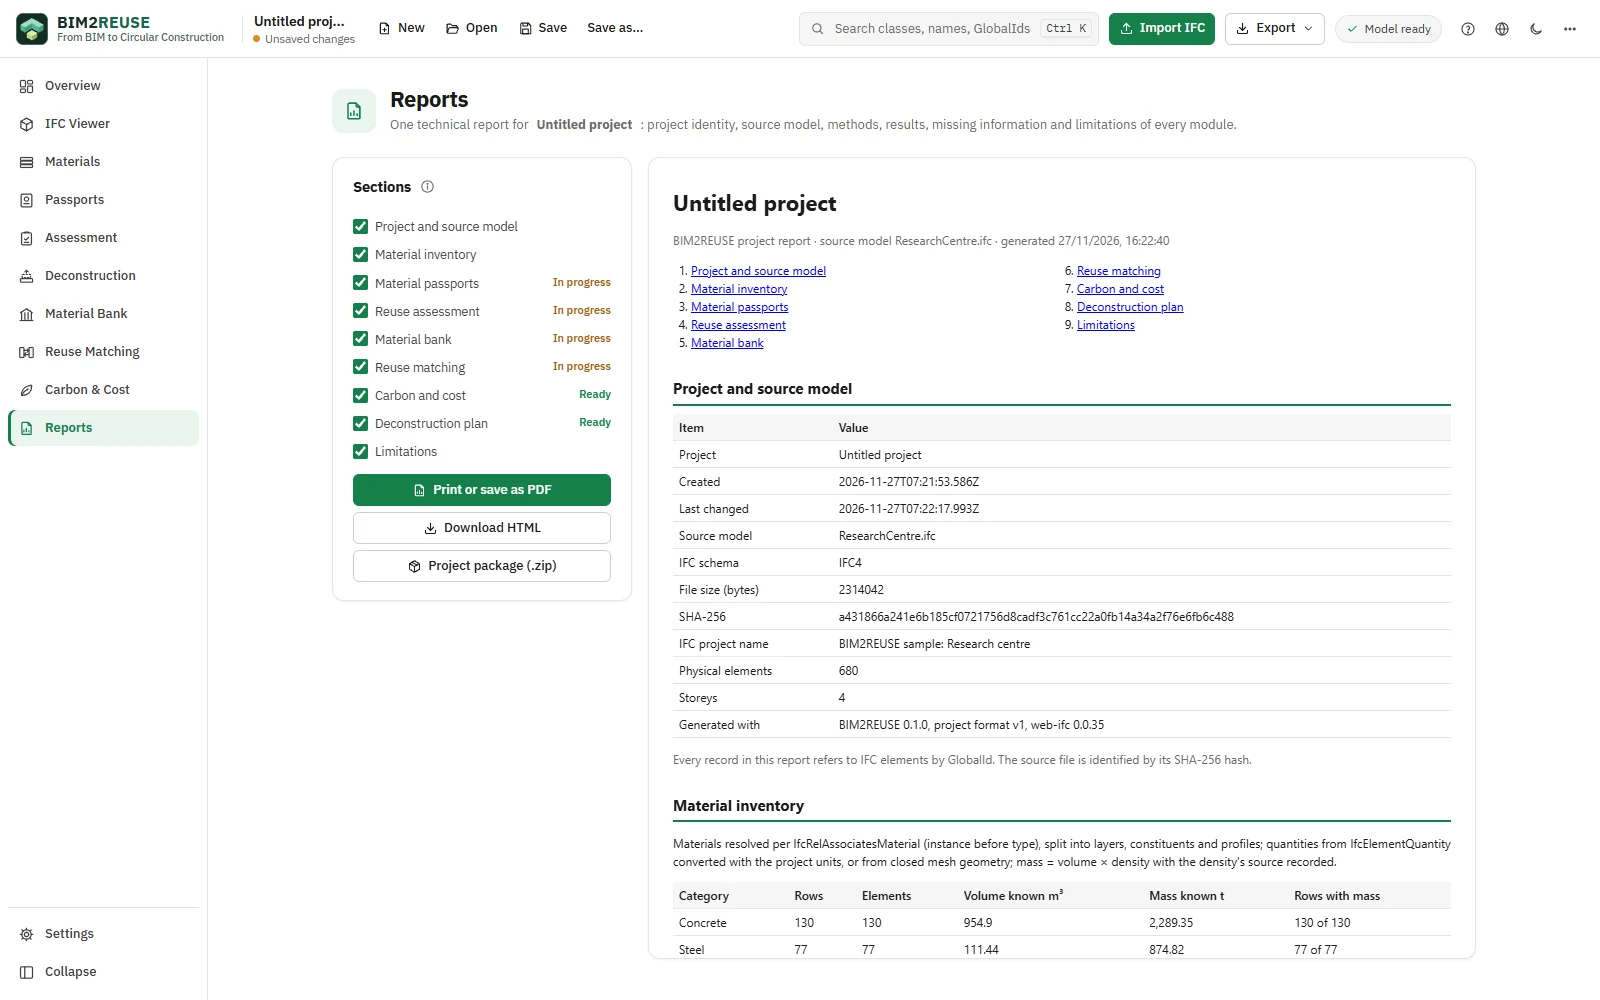 BIM2REUSE
From BIM to Circular Construction
Untitled proj...
Unsaved changes
New
Open
Save
Save as...
Search classes, names, GlobalIds
Ctrl K
Import IFC
Export
Model ready
Overview
IFC Viewer
Materials
Passports
Assessment
Deconstruction
Material Bank
Reuse Matching
Carbon & Cost
Reports
Settings
Collapse
Reports
One technical report for Untitled project : project identity, source model, methods, results, missing information and limitations of every module.
Sections
Project and source model
Material inventory
Material passports In progress
Reuse assessment In progress
Material bank In progress
Reuse matching In progress
Carbon and cost Ready
Deconstruction plan Ready
Limitations
Print or save as PDF
Download HTML
Project package (.zip)
Untitled project
BIM2REUSE project report · source model ResearchCentre.ifc · generated 27/11/2026, 16:22:40
1. Project and source model
2. Material inventory
3. Material passports
4. Reuse assessment
5. Material bank
6. Reuse matching
7. Carbon and cost
8. Deconstruction plan
9. Limitations
Project and source model
Item Value
Project Untitled project
Created 2026-11-27T07:21:53.586Z
Last changed 2026-11-27T07:22:17.993Z
Source model ResearchCentre.ifc
IFC schema IFC4
File size (bytes) 2314042
SHA-256 a431866a241e6b185cf0721756d8cadf3c761cc22a0fb14a34a2f76e6fb6c488
IFC project name BIM2REUSE sample: Research centre
Physical elements 680
Storeys 4
Generated with BIM2REUSE 0.1.0, project format v1, web-ifc 0.0.35
Every record in this report refers to IFC elements by GlobalId. The source file is identified by its SHA-256 hash.
Material inventory
Materials resolved per IfcRelAssociatesMaterial (instance before type), split into layers, constituents and profiles; quantities from IfcElementQuantity
converted with the project units, or from closed mesh geometry; mass = volume × density with the density's source recorded.
Category Rows Elements Volume known m³ Mass known t Rows with mass
Concrete 130 130 954.9 2,289.35 130 of 130
Steel 77 77 111.44 874.82 77 of 77